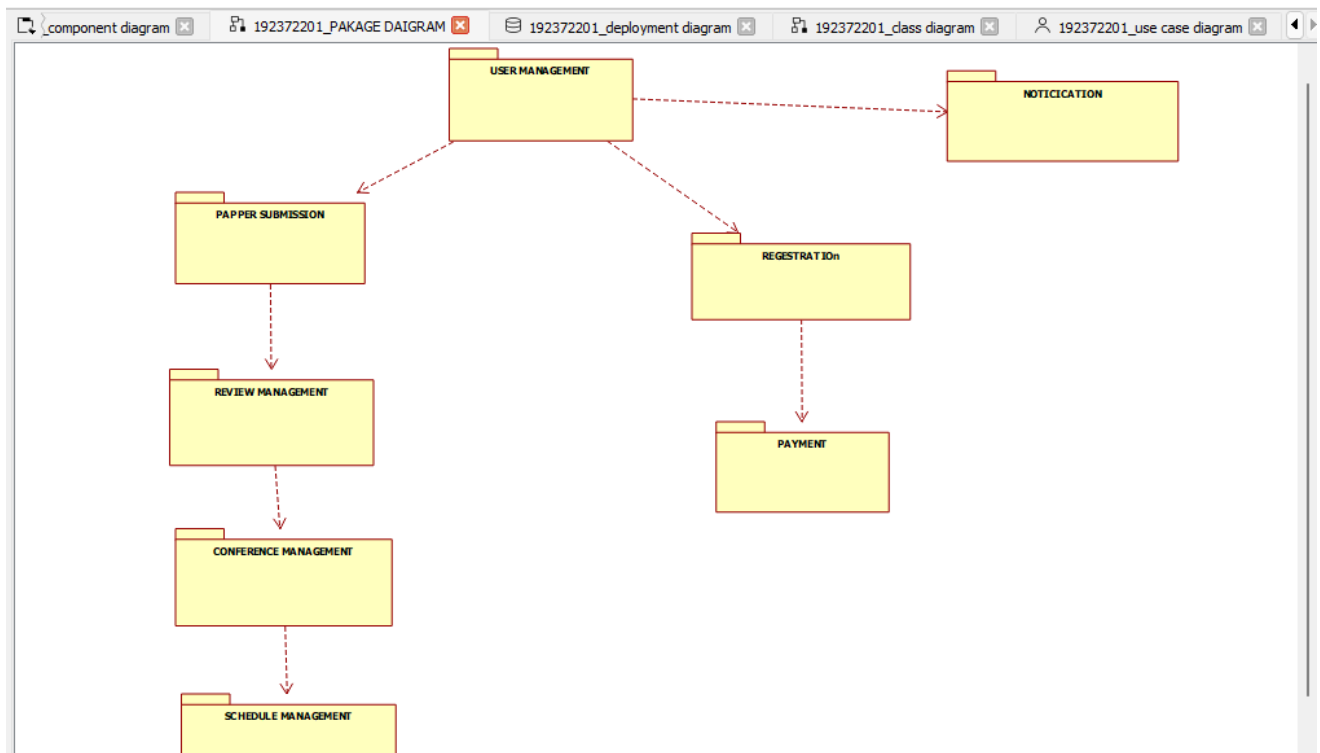 _component diagram
192372201_PAKAGE DAIGRAM
192372201_deployment diagram
192372201_class diagram
192372201_use case diagram
USER MANAGEMENT
NOTICICATION
PAPPER SUBMISSION
REGESTRATIOn
REVIEW MANAGEMENT
PAYMENT
CONFERENCE MANAGEMENT
SCHEDULE MANAGEMENT